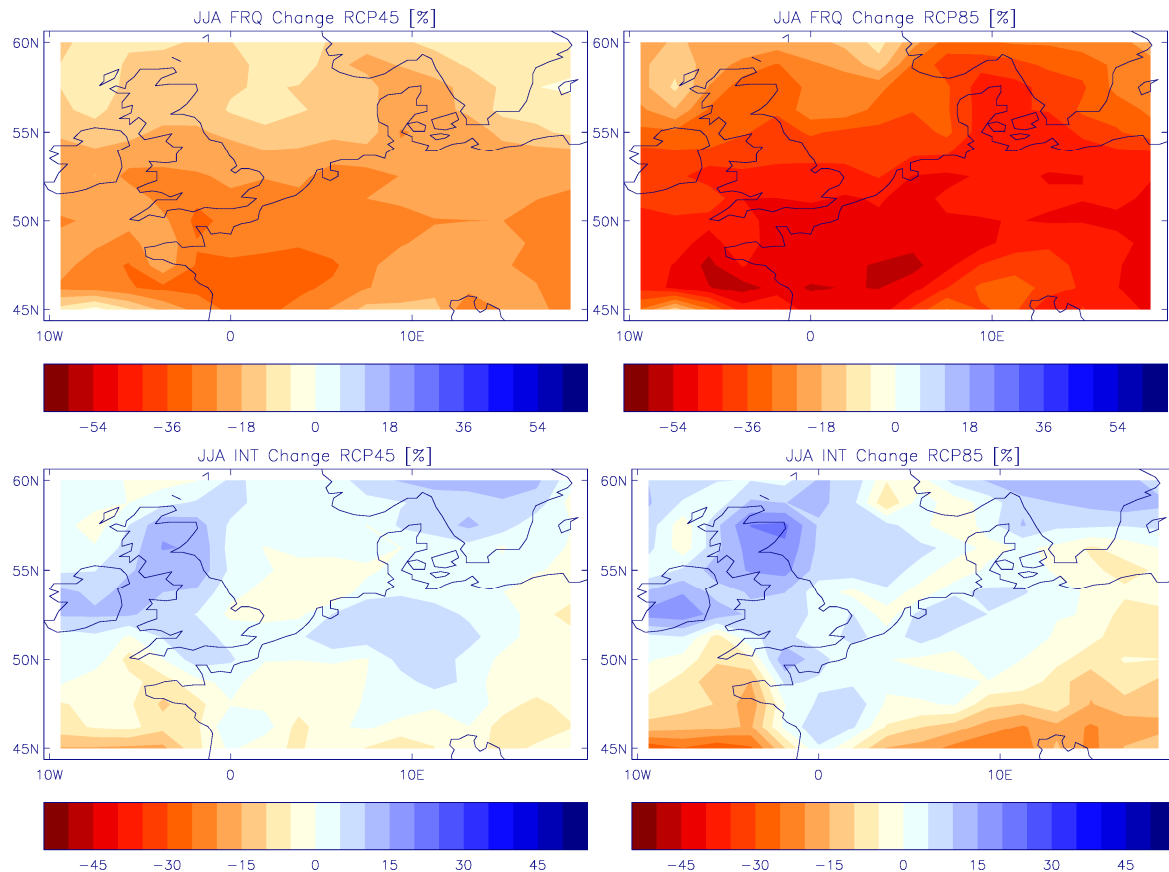 JJA FRQ Change RCP45 [%]
JJA FRQ Change RCP85 [%]
60N
55N
50N
45N
10W 0 10E
60N
55N
50N
45N
10W 0 10E
−54 −36 −18 0 18 36 54
−54 −36 −18 0 18 36 54
JJA INT Change RCP45 [%]
JJA INT Change RCP85 [%]
60N
55N
50N
45N
10W 0 10E
60N
55N
50N
45N
10W 0 10E
−45 −30 −15 0 15 30 45
−45 −30 −15 0 15 30 45